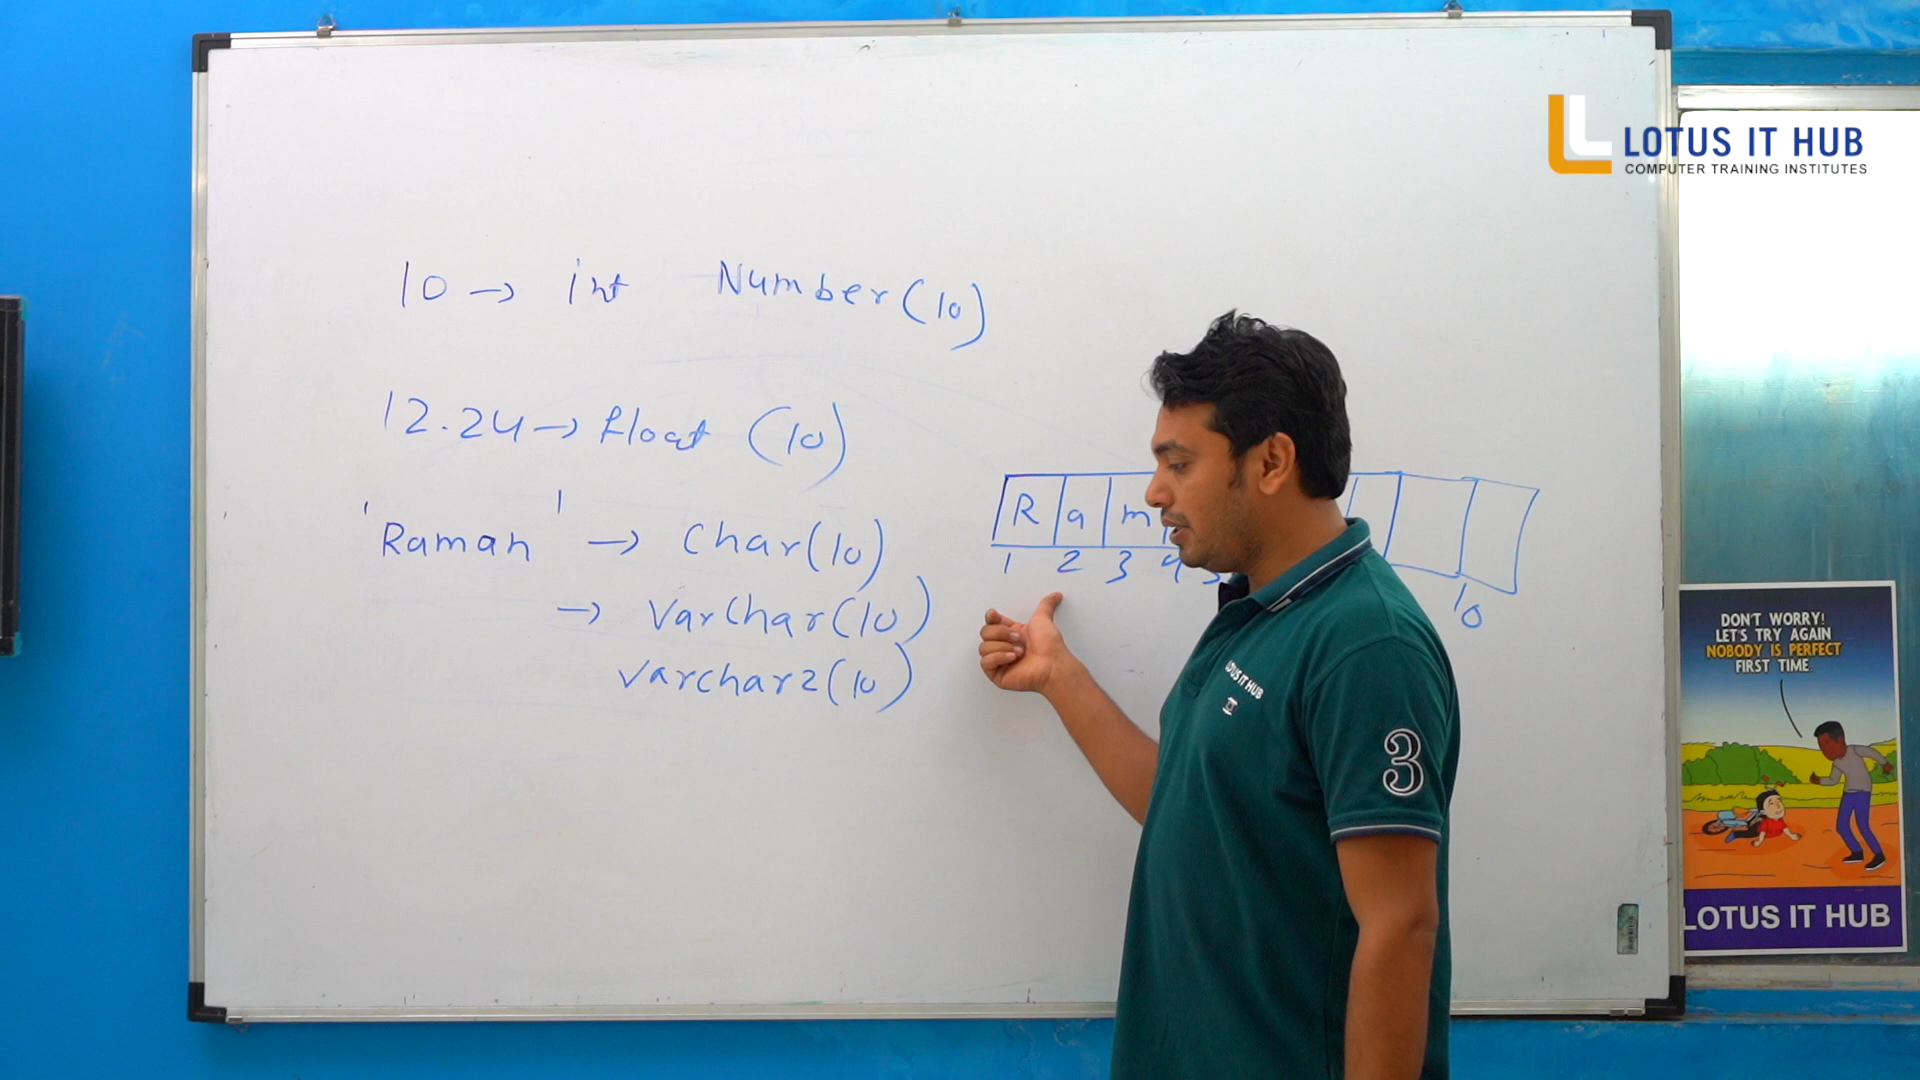 LOTUS IT HUB
COMPUTER TRAINING INSTITUTES
10 → int Number(10)
12.24 → float (10)
'Raman' → Char(10)
→ Varchar(10)
Varchar2(10)
R a m
1 2 3 4 5 10
LOTUS IT HUB
3
DON'T WORRY!
LET'S TRY AGAIN
NOBODY IS PERFECT
FIRST TIME.
LOTUS IT HUB